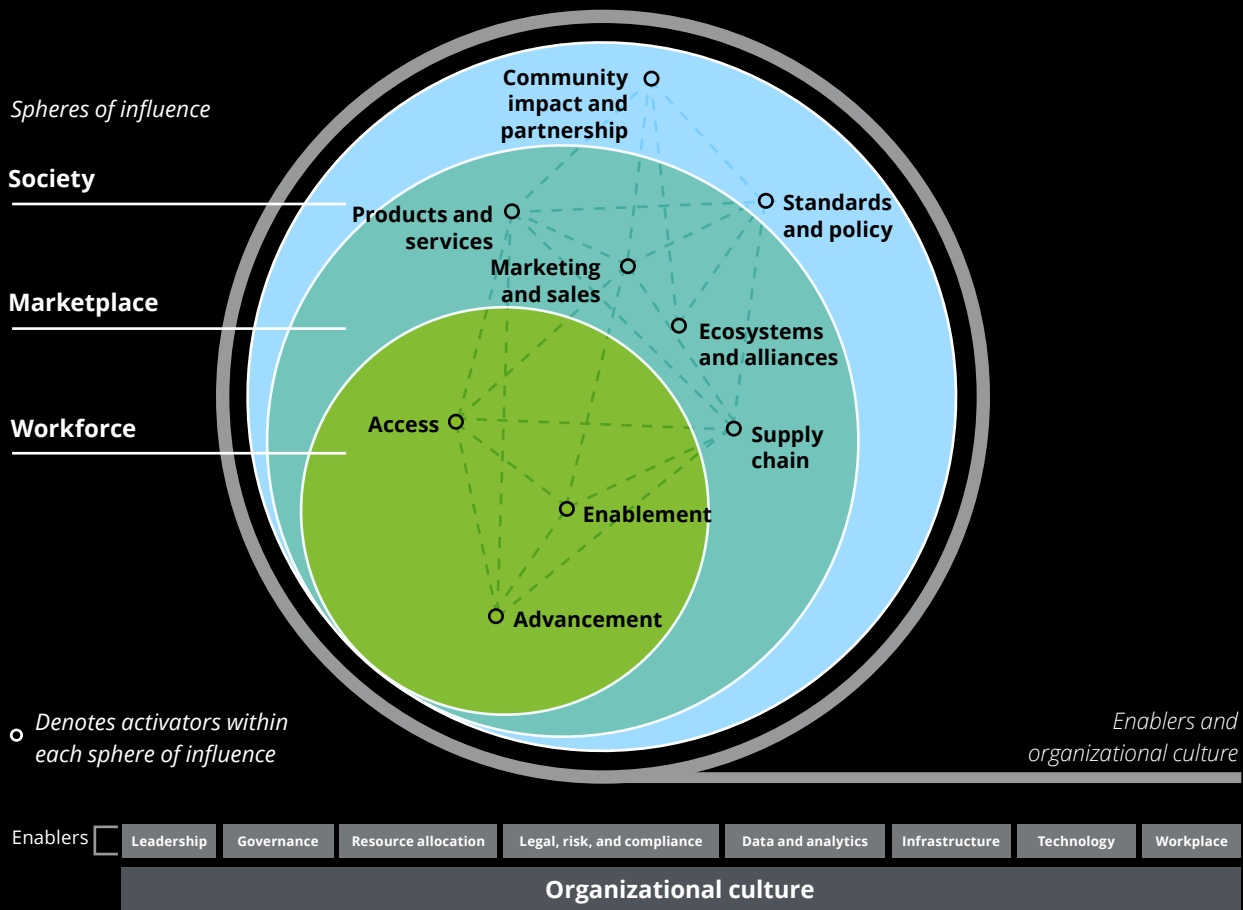 Spheres of influence
Society
Marketplace
Workforce
Community
impact and
partnership
Standards
and policy
Products and
services
Marketing
and sales
Ecosystems
and alliances
Supply
chain
Access
Enablement
Advancement
Denotes activators within
each sphere of influence
Enablers and
organizational culture
Enablers
Leadership
Governance
Resource allocation
Legal, risk, and compliance
Data and analytics
Infrastructure
Technology
Workplace
Organizational culture